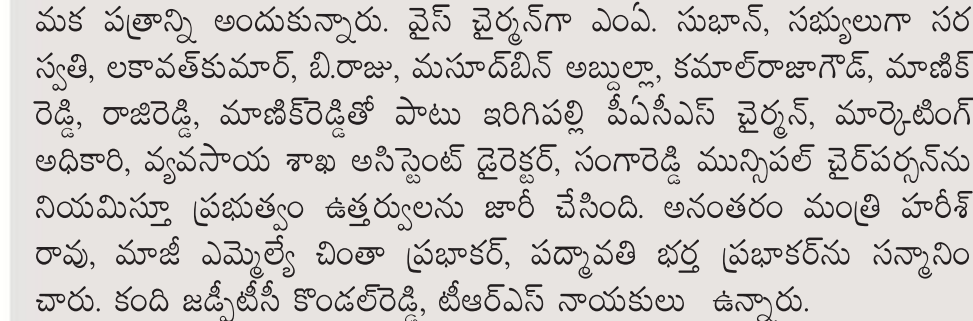 మక పత్రాన్ని అందుకున్నారు. వైస్ చైర్మన్‌గా ఎంఏ. సుభాన్, సభ్యులుగా సర
స్వతి, లకావత్‌కుమార్, బి.రాజు, మసూద్‌బిన్ అబ్దుల్లా, కమాల్‌రాజాగౌడ్, మాణిక్
రెడ్డి, రాజిరెడ్డి, మాణిక్‌రెడ్డితో పాటు ఇరిగిపల్లి పీఏసీఎస్ చైర్మన్, మార్కెటింగ్
అధికారి, వ్యవసాయ శాఖ అసిస్టెంట్ డైరెక్టర్, సంగారెడ్డి మున్సిపల్ చైర్‌పర్సన్‌ను
నియమిస్తూ ప్రభుత్వం ఉత్తర్వులను జారీ చేసింది. అనంతరం మంత్రి హరీశ్
రావు, మాజీ ఎమ్మెల్యే చింతా ప్రభాకర్, పద్మావతి భర్త ప్రభాకర్‌ను సన్మానిం
చారు. కంది జడ్పీటీసీ కొండల్‌రెడ్డి, టీఆర్ఎస్ నాయకులు ఉన్నారు.